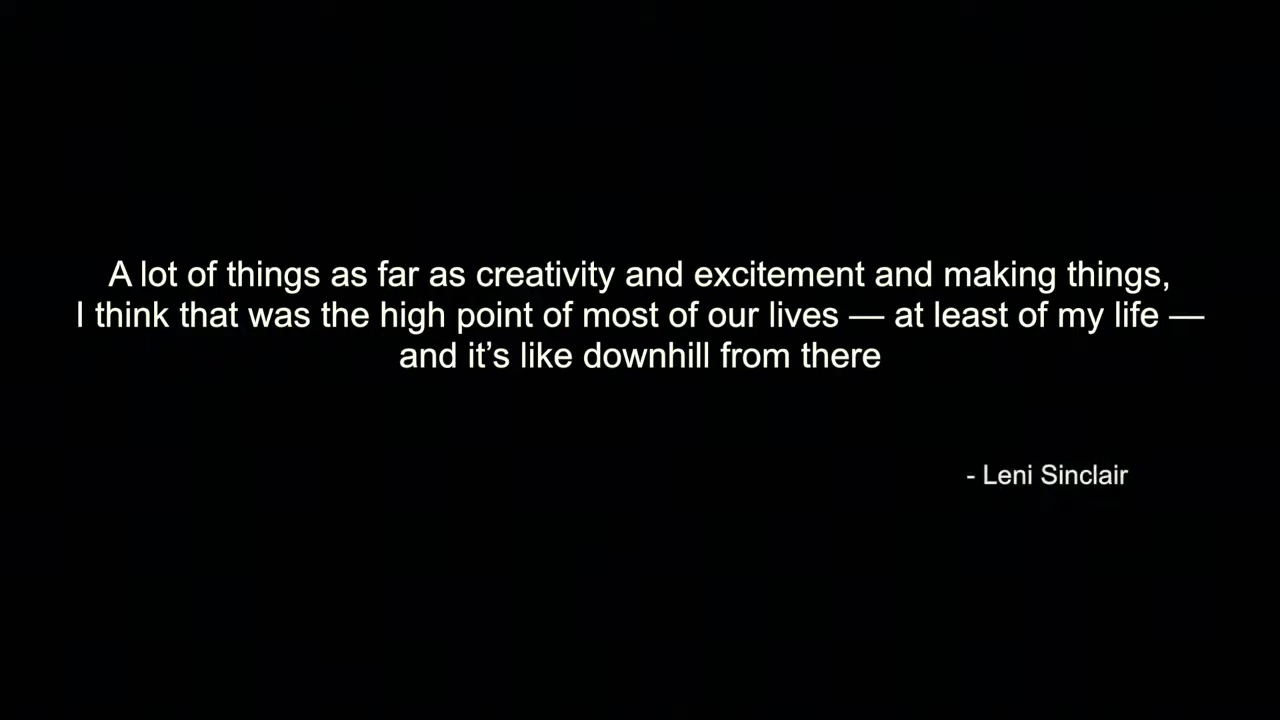 A lot of things as far as creativity and excitement and making things,
I think that was the high point of most of our lives — at least of my life —
and it’s like downhill from there
- Leni Sinclair